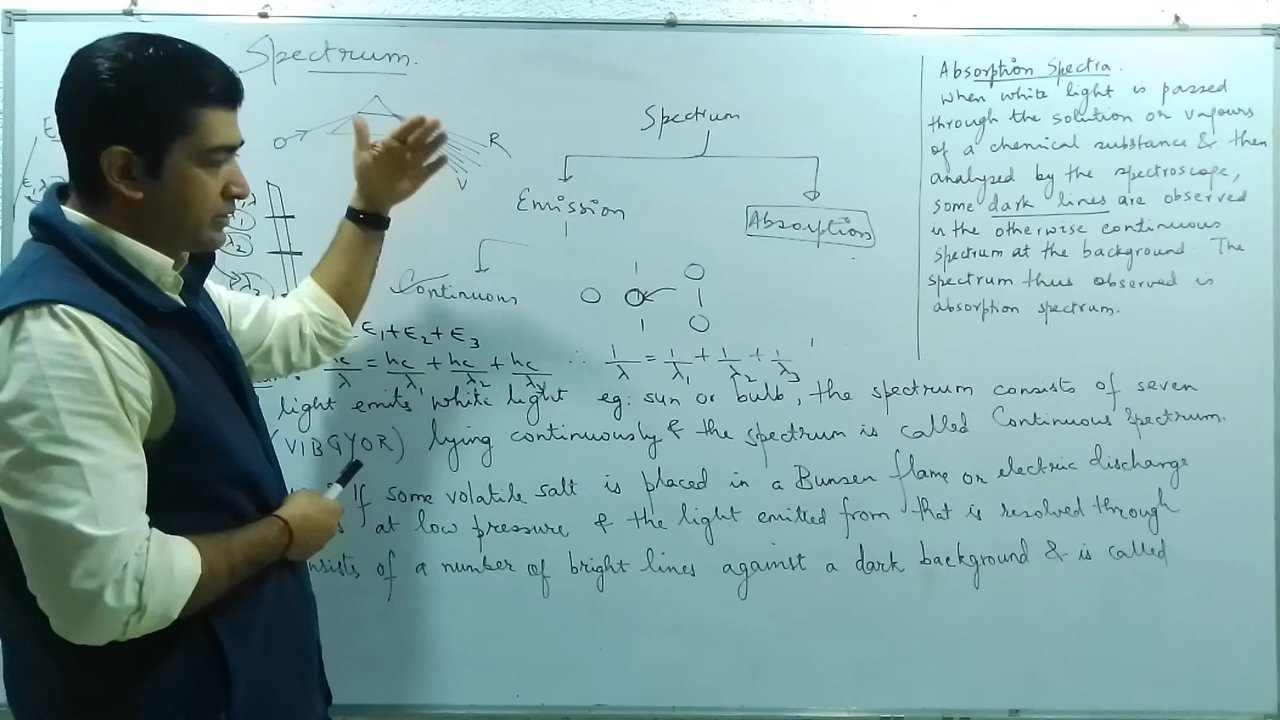 Spectrum.
R
V
Spectrum
Emission
Absorption
Continuous
E₁+E₂+E₃
hc/λ = hc/λ₁ + hc/λ₂ + hc/λ₃ ∴ 1/λ = 1/λ₁ + 1/λ₂ + 1/λ₃
light emits white light eg: sun or bulb, the spectrum consists of seven
(VIBGYOR) lying continuously & the spectrum is called Continuous Spectrum.
If some volatile salt is placed in a Bunsen flame or electric discharge
at low pressure & the light emitted from that is resolved through
of a number of bright lines against a dark background & is called
Absorption Spectra.
When white light is passed
through the solution or vapours
of a chemical substance & then
analyzed by the spectroscope,
some dark lines are observed
in the otherwise continuous
spectrum at the background. The
spectrum thus observed is
absorption spectrum.